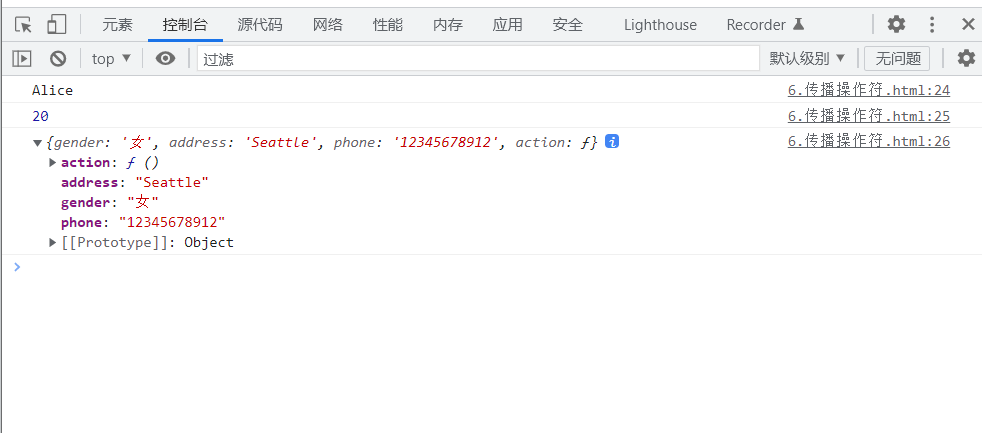 元素 控制台 源代码 网络 性能 内存 应用 安全 Lighthouse Recorder
top ▼ 过滤 默认级别 ▼ 无问题
Alice 6.传播操作符.html:24
20 6.传播操作符.html:25
▼{gender: '女', address: 'Seattle', phone: '12345678912', action: ƒ} i 6.传播操作符.html:26
▶action: ƒ ()
address: "Seattle"
gender: "女"
phone: "12345678912"
▶[[Prototype]]: Object